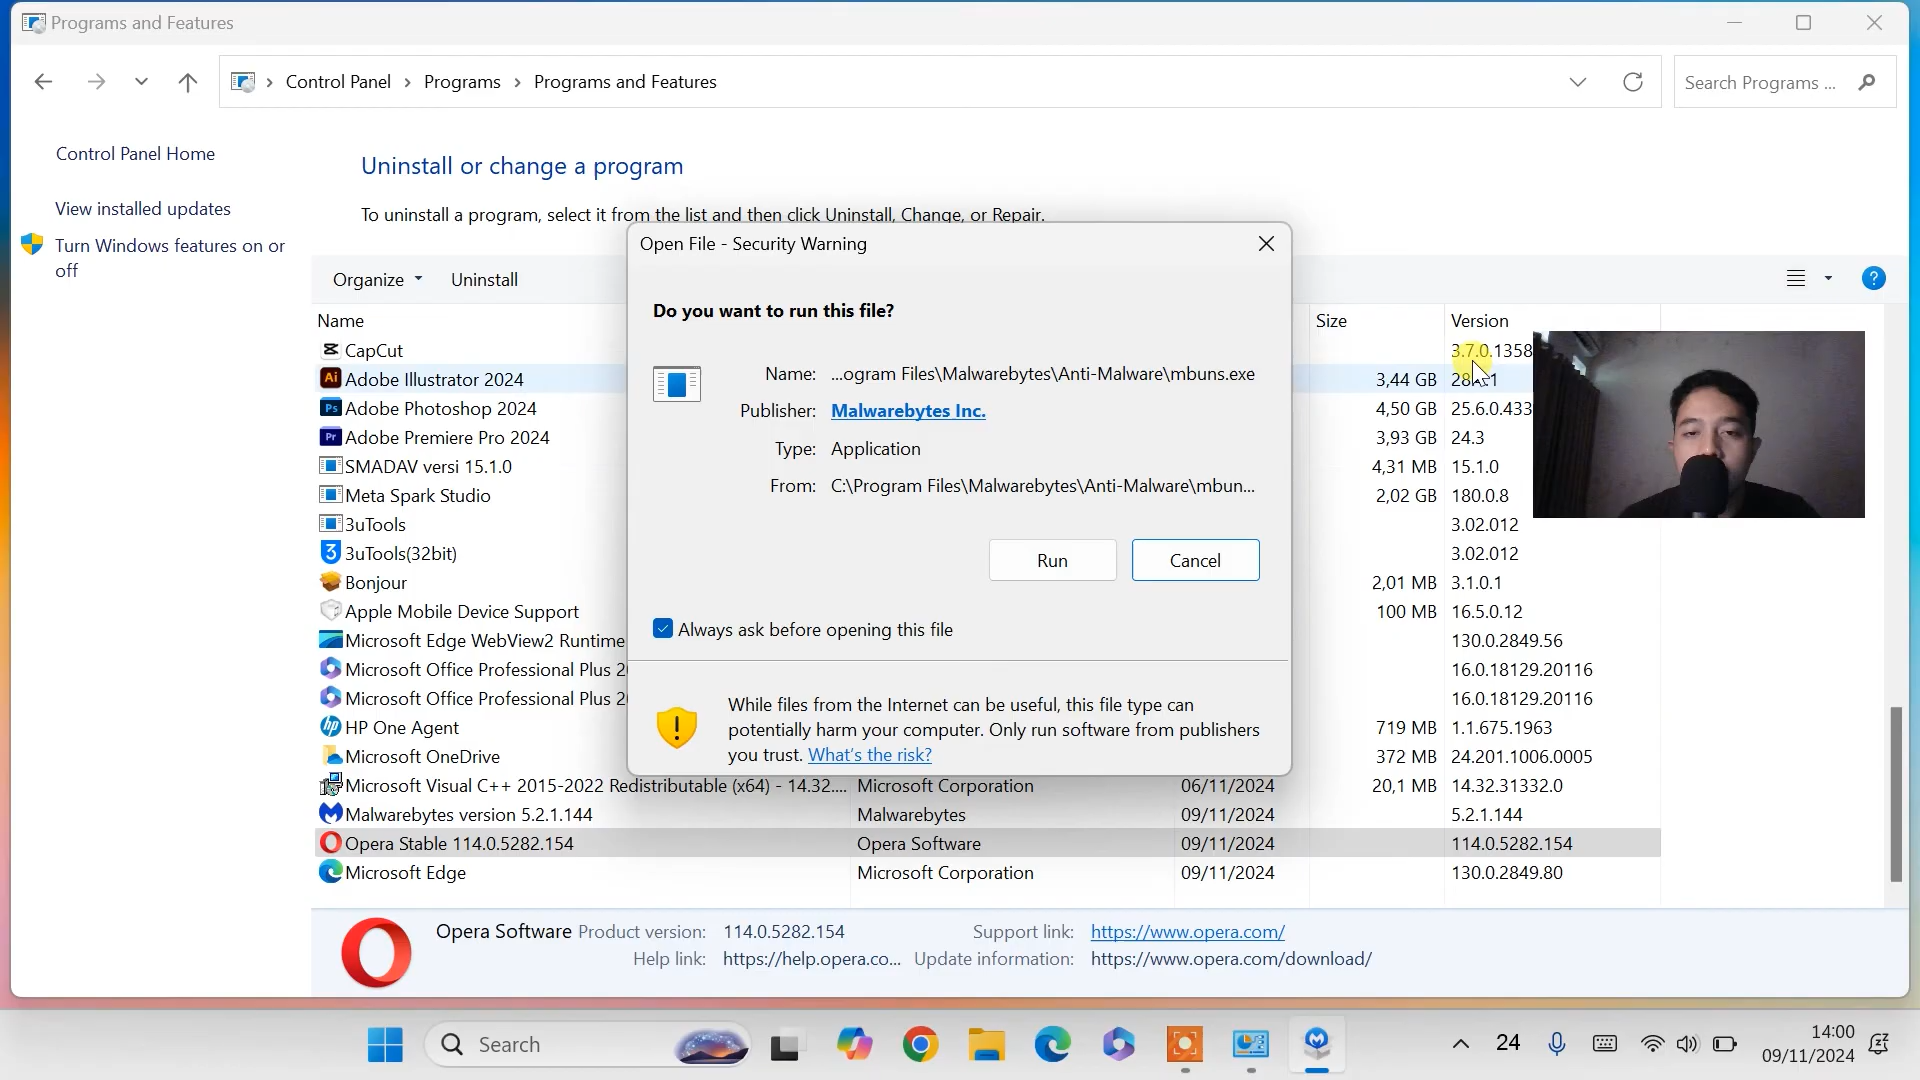 Programs and Features
Control Panel > Programs > Programs and Features
Search Programs ...
Control Panel Home
View installed updates
Turn Windows features on or
off
Uninstall or change a program
To uninstall a program, select it from the list and then click Uninstall, Change, or Repair.
Organize
Uninstall
Name Size Version
CapCut 3.7.0.1358
Adobe Illustrator 2024 3,44 GB
Adobe Photoshop 2024 4,50 GB 25.6.0.433
Adobe Premiere Pro 2024 3,93 GB 24.3
SMADAV versi 15.1.0 4,31 MB 15.1.0
Meta Spark Studio 2,02 GB 180.0.8
3uTools 3.02.012
3uTools(32bit) 3.02.012
Bonjour 2,01 MB 3.1.0.1
Apple Mobile Device Support 100 MB 16.5.0.12
Microsoft Edge WebView2 Runtime 130.0.2849.56
Microsoft Office Professional Plus 16.0.18129.20116
Microsoft Office Professional Plus 16.0.18129.20116
HP One Agent 719 MB 1.1.675.1963
Microsoft OneDrive 372 MB 24.201.1006.0005
Microsoft Visual C++ 2015-2022 Redistributable (x64) - 14.32.... Microsoft Corporation 06/11/2024 20,1 MB 14.32.31332.0
Malwarebytes version 5.2.1.144 Malwarebytes 09/11/2024 5.2.1.144
Opera Stable 114.0.5282.154 Opera Software 09/11/2024 114.0.5282.154
Microsoft Edge Microsoft Corporation 09/11/2024 130.0.2849.80
Open File - Security Warning
Do you want to run this file?
Name: ...ogram Files\Malwarebytes\Anti-Malware\mbuns.exe
Publisher: Malwarebytes Inc.
Type: Application
From: C:\Program Files\Malwarebytes\Anti-Malware\mbun...
Run
Cancel
Always ask before opening this file
While files from the Internet can be useful, this file type can
potentially harm your computer. Only run software from publishers
you trust. What's the risk?
Opera Software Product version: 114.0.5282.154 Support link: https://www.opera.com/
Help link: https://help.opera.co... Update information: https://www.opera.com/download/
Search
24
14:00
09/11/2024